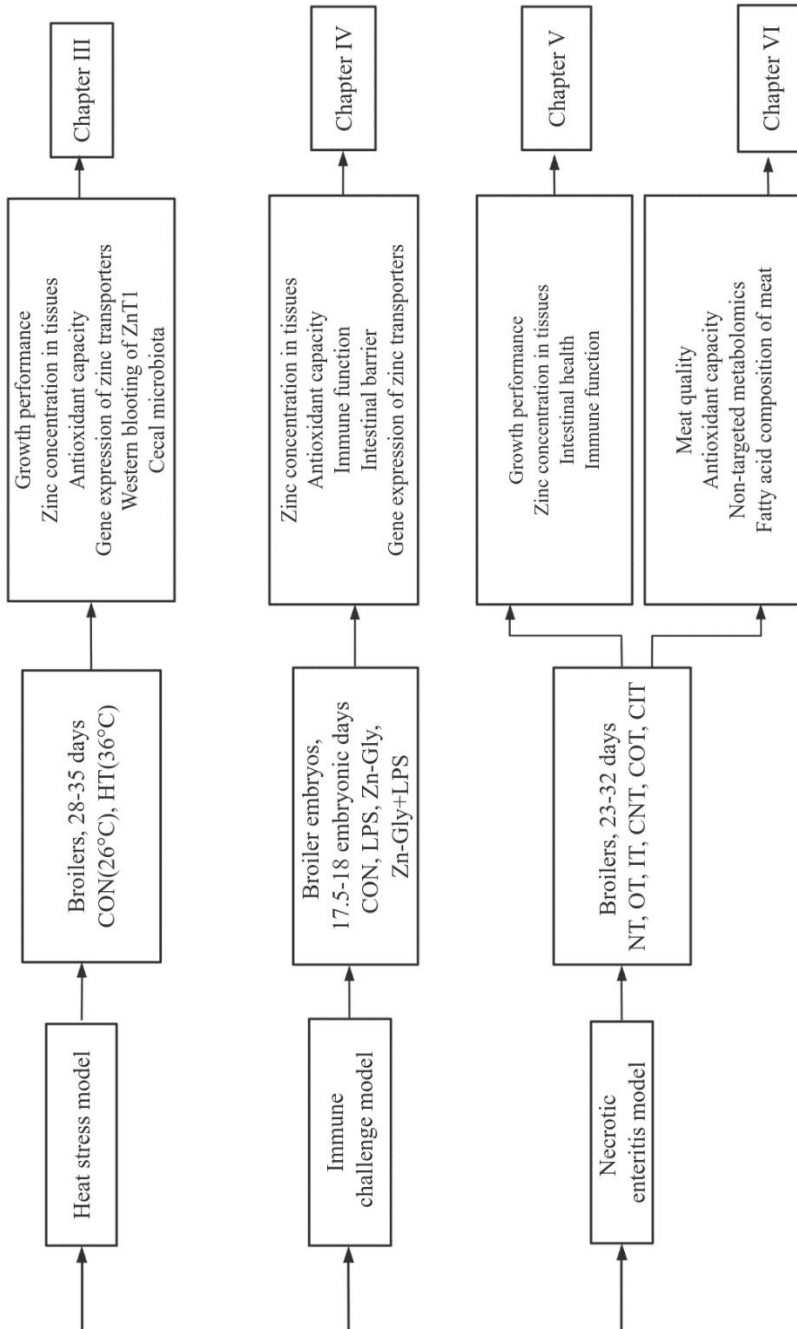 Heat stress model
Broilers, 28-35 days
CON(26°C), HT(36°C)
Growth performance
Zinc concentration in tissues
Antioxidant capacity
Gene expression of zinc transporters
Western blooting of ZnT1
Cecal microbiota
Chapter III
Immune
challenge model
Broiler embryos,
17.5-18 embryonic days
CON, LPS, Zn-Gly,
Zn-Gly+LPS
Zinc concentration in tissues
Antioxidant capacity
Immune function
Intestinal barrier
Gene expression of zinc transporters
Chapter IV
Necrotic
enteritis model
Broilers, 23-32 days
NT, OT, IT, CNT, COT, CIT
Growth performance
Zinc concentration in tissues
Intestinal health
Immune function
Chapter V
Meat quality
Antioxidant capacity
Non-targeted metabolomics
Fatty acid composition of meat
Chapter VI